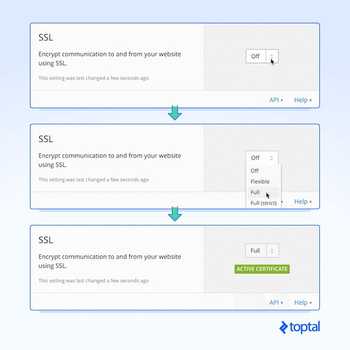 SSL
Off
Encrypt communication to and from your website
using SSL.
This setting was last changed a few seconds ago
API
Help
SSL
Off
Encrypt communication to and from your website
using SSL.
Off
Flexible
This setting was last changed a few seconds ago
Full
Full (strict)
Help
SSL
Full
Encrypt communication to and from your website
using SSL.
ACTIVE CERTIFICATE
This setting was last changed a few seconds ago
API
Help
toptal